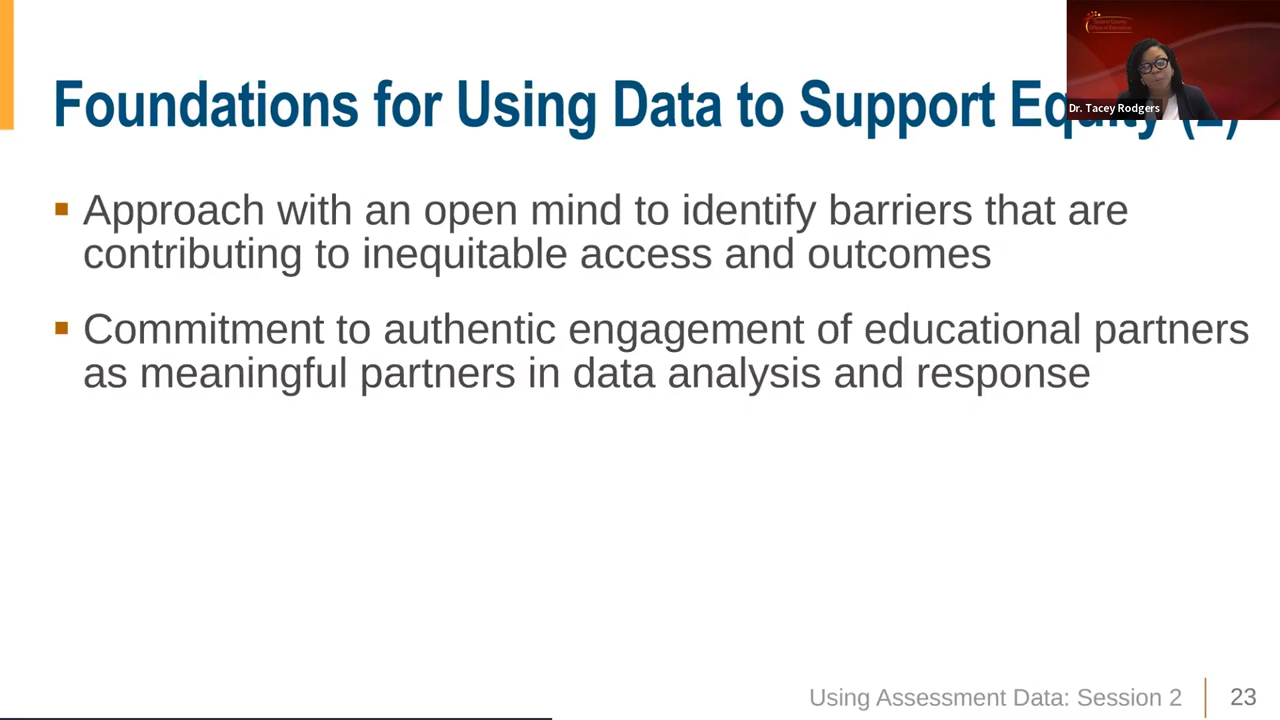 Foundations for Using Data to Support Equity (2)
Dr. Tacey Rodgers
▪ Approach with an open mind to identify barriers that are
contributing to inequitable access and outcomes
▪ Commitment to authentic engagement of educational partners
as meaningful partners in data analysis and response
Using Assessment Data: Session 2
23